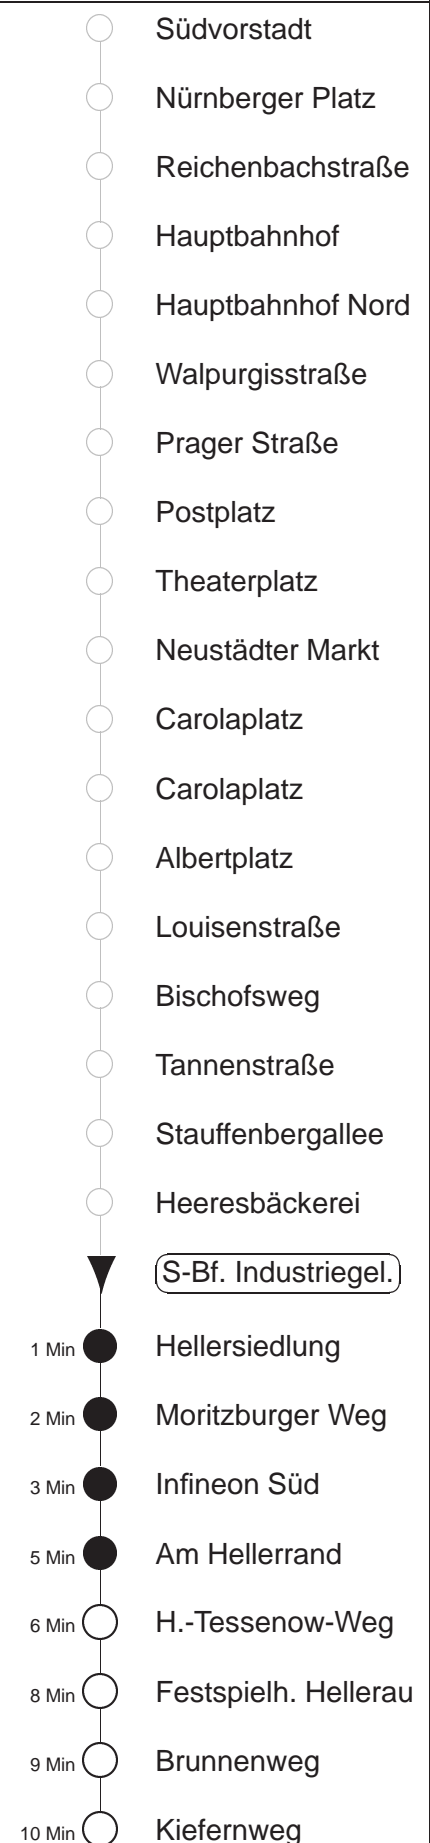 Südvorstadt
Nürnberger Platz
Reichenbachstraße
Hauptbahnhof
Hauptbahnhof Nord
Walpurgisstraße
Prager Straße
Postplatz
Theaterplatz
Neustädter Markt
Carolaplatz
Carolaplatz
Albertplatz
Louisenstraße
Bischofsweg
Tannenstraße
Stauffenbergallee
Heeresbäckerei
S-Bf. Industriegel.
1 Min Hellersiedlung
2 Min Moritzburger Weg
3 Min Infineon Süd
5 Min Am Hellerrand
6 Min H.-Tessenow-Weg
8 Min Festspielh. Hellerau
9 Min Brunnenweg
10 Min Kiefernweg